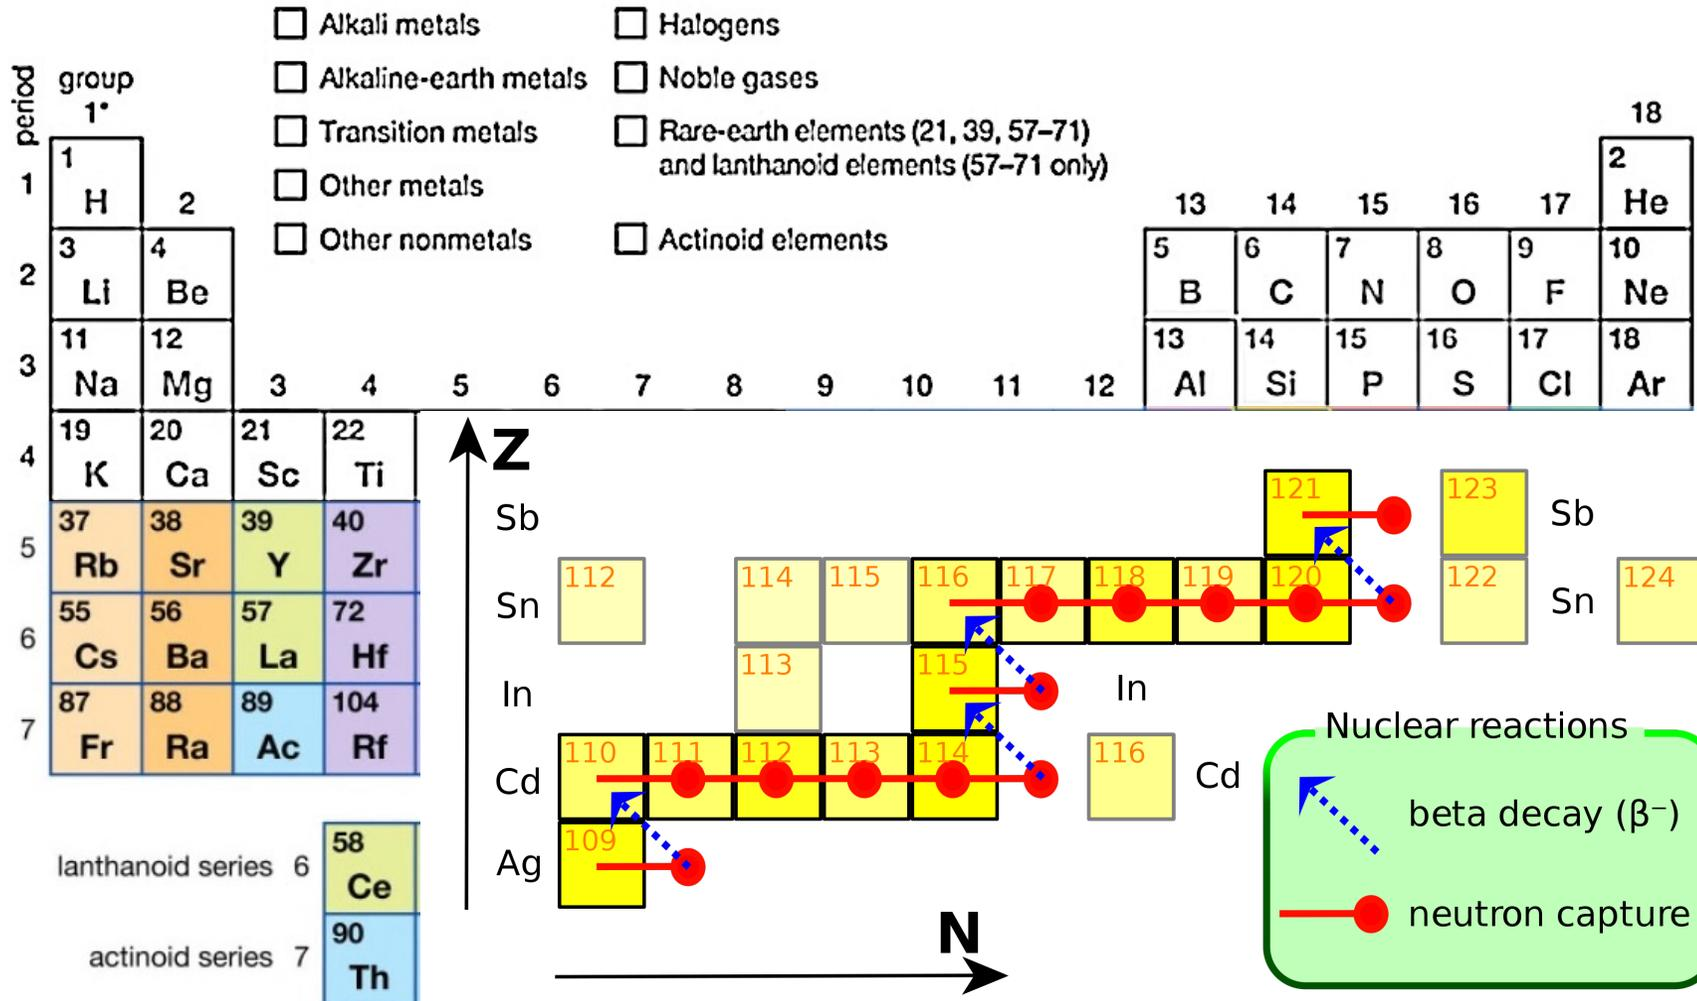 Alkali metals
Halogens
Alkaline-earth metals
Noble gases
Transition metals
Rare-earth elements (21, 39, 57–71)
and lanthanoid elements (57–71 only)
Other metals
Other nonmetals
Actinoid elements
period
group
1*
18
1
1
H
2
2
He
13
14
15
16
17
2
3
Li
4
Be
5
B
6
C
7
N
8
O
9
F
10
Ne
3
11
Na
12
Mg
3
4
5
6
7
8
9
10
11
12
13
Al
14
Si
15
P
16
S
17
Cl
18
Ar
4
19
K
20
Ca
21
Sc
22
Ti
5
37
Rb
38
Sr
39
Y
40
Zr
6
55
Cs
56
Ba
57
La
72
Hf
7
87
Fr
88
Ra
89
Ac
104
Rf
lanthanoid series 6
58
Ce
actinoid series 7
90
Th
Z
Sb
121
123
Sb
Sn
112
114
115
116
117
118
119
120
122
Sn
124
In
113
115
In
Cd
110
111
112
113
114
116
Cd
Ag
109
N
Nuclear reactions
beta decay (β⁻)
neutron capture